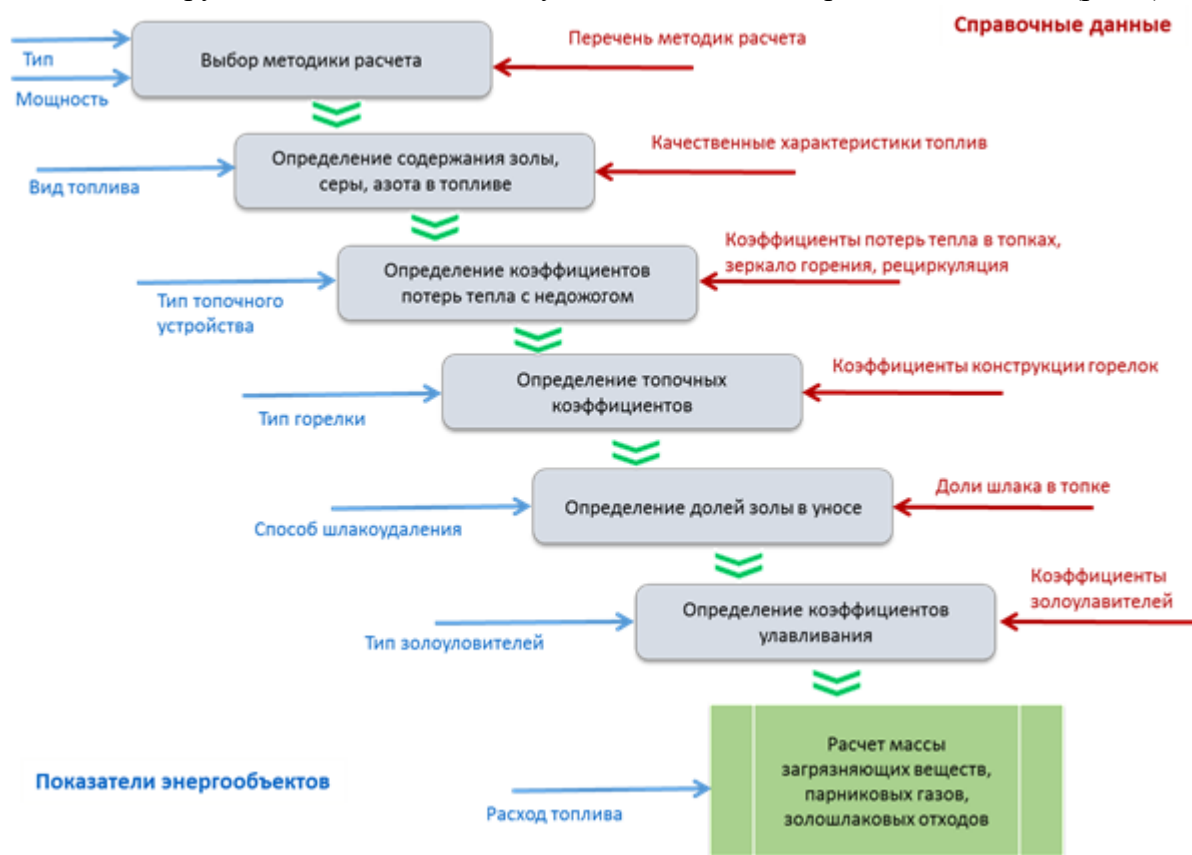 Справочные данные
Тип
Мощность
Выбор методики расчета
Перечень методик расчета
Вид топлива
Определение содержания золы,
серы, азота в топливе
Качественные характеристики топлив
Тип топочного
устройства
Определение коэффициентов
потерь тепла с недожогом
Коэффициенты потерь тепла в топках,
зеркало горения, рециркуляция
Тип горелки
Определение топочных
коэффициентов
Коэффициенты конструкции горелок
Способ шлакоудаления
Определение долей золы в уносе
Доли шлака в топке
Тип золоуловителей
Определение коэффициентов
улавливания
Коэффициенты
золоулавителей
Показатели энергообъектов
Расход топлива
Расчет массы
загрязняющих веществ,
парниковых газов,
золошлаковых отходов